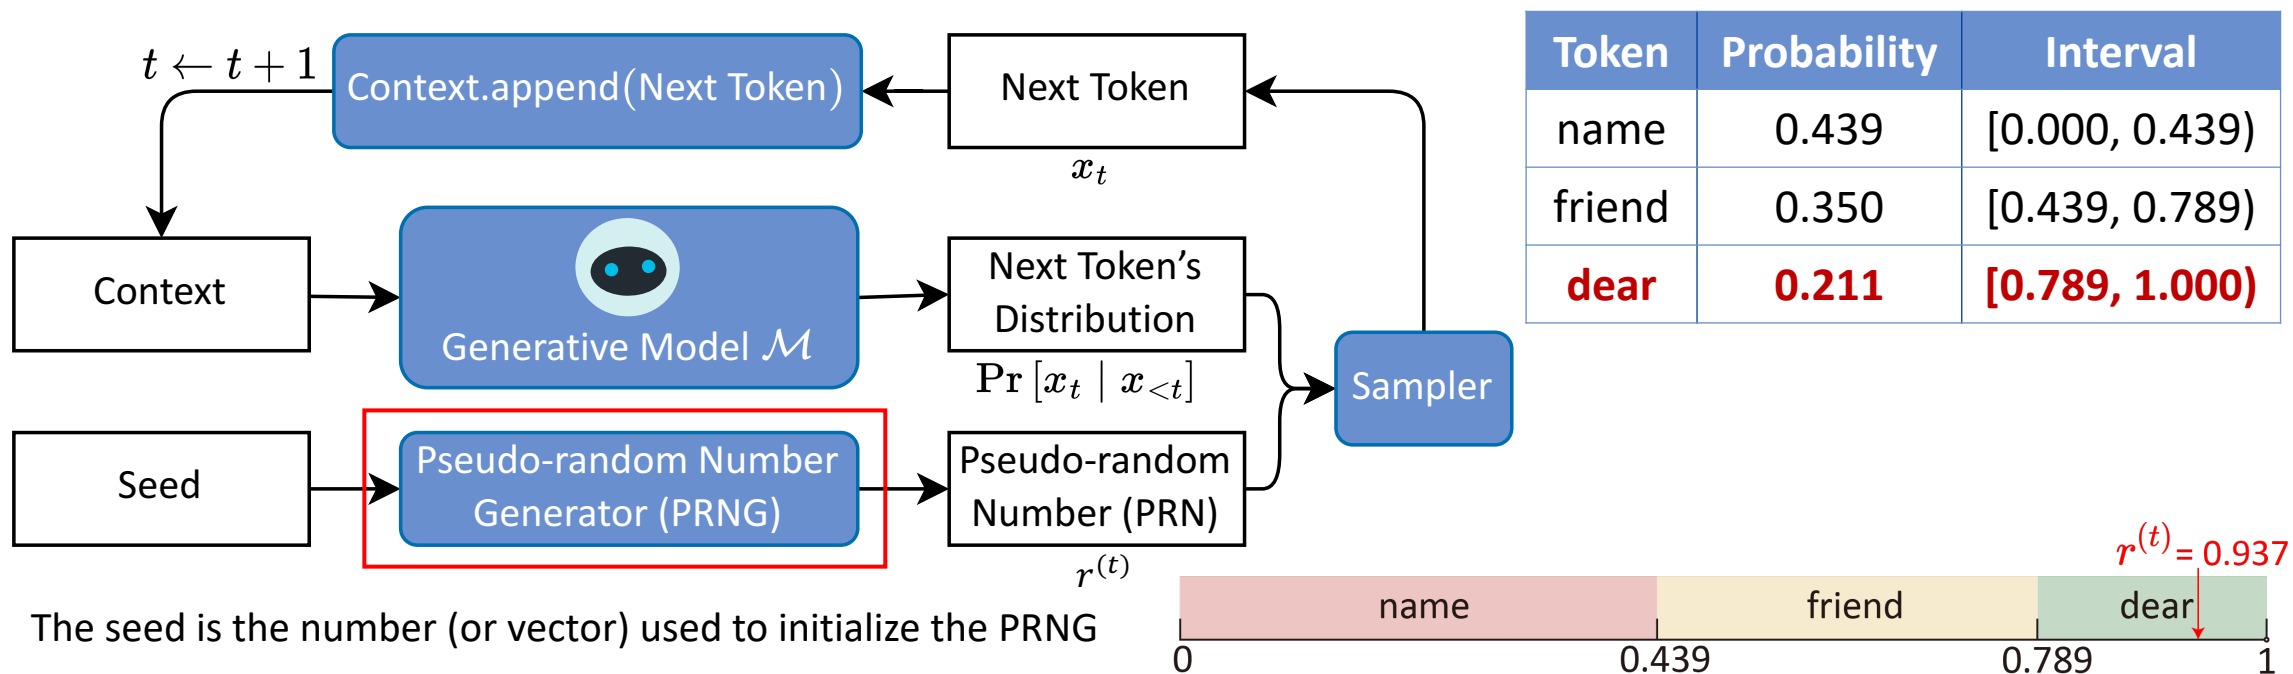 t ← t + 1
Context.append(Next Token)
Next Token
x_t
Context
Generative Model ℳ
Next Token's
Distribution
Pr [x_t | x_{<t}]
Sampler
Seed
Pseudo-random Number
Generator (PRNG)
Pseudo-random
Number (PRN)
r^{(t)}
The seed is the number (or vector) used to initialize the PRNG
Token Probability Interval
name 0.439 [0.000, 0.439)
friend 0.350 [0.439, 0.789)
dear 0.211 [0.789, 1.000)
r^{(t)} = 0.937
name friend dear
0 0.439 0.789 1